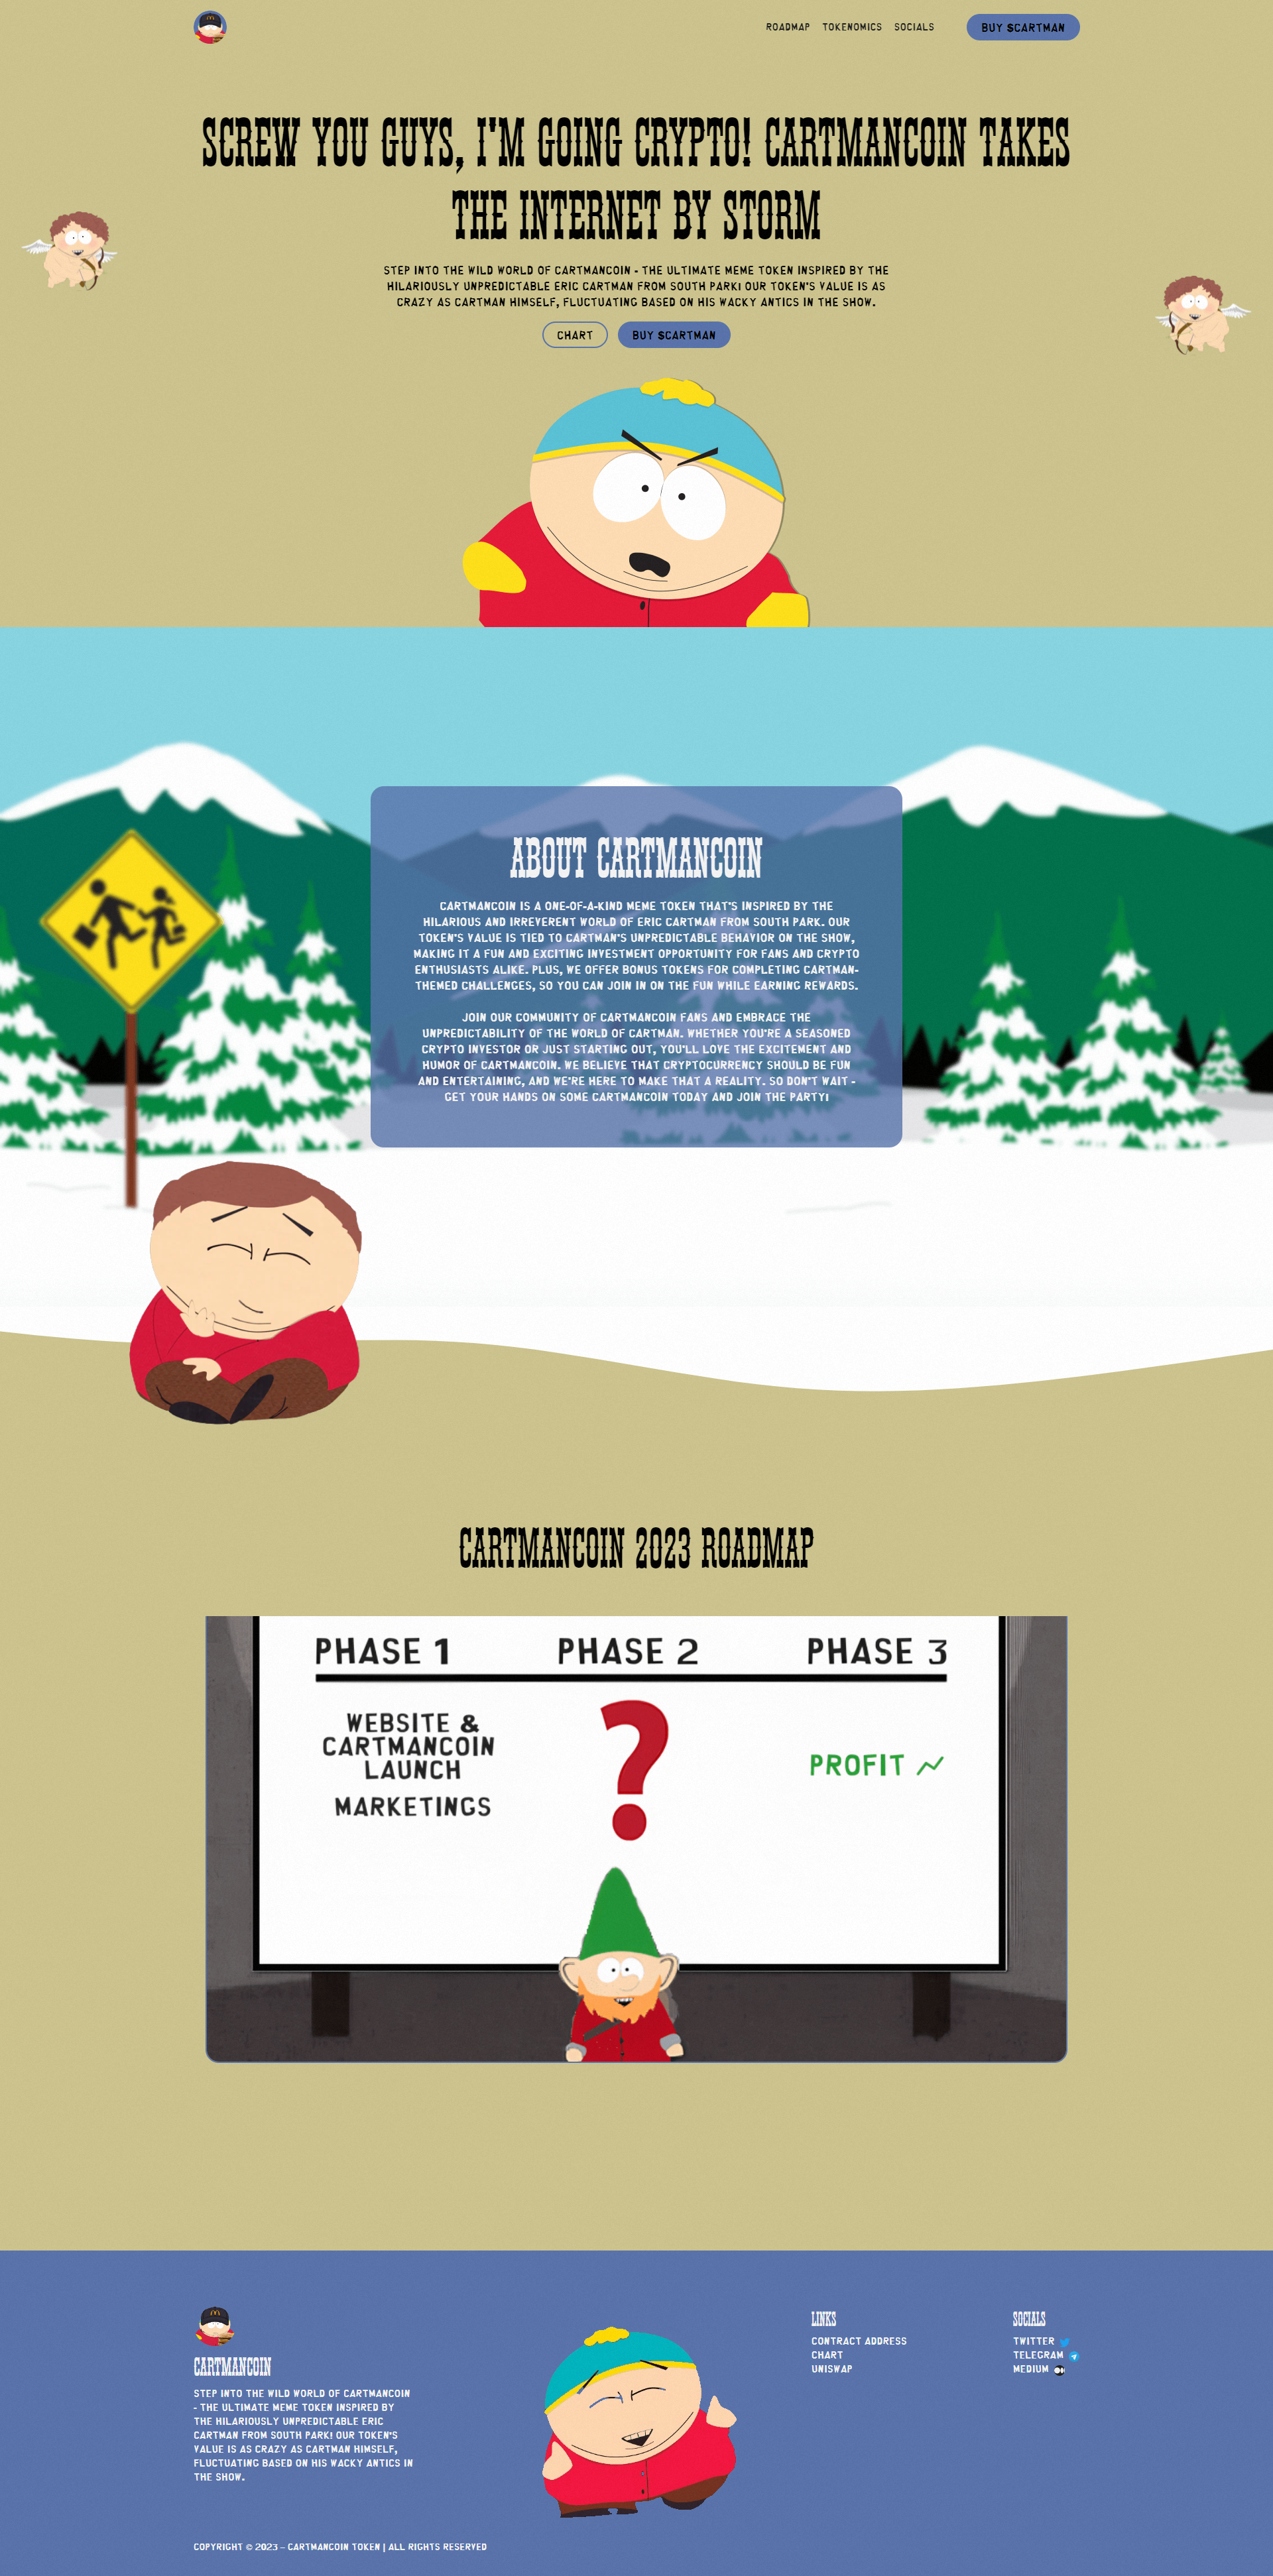 ROADMAP TOKENOMICS SOCIALS BUY $CARTMAN
SCREW YOU GUYS, I'M GOING CRYPTO! CARTMANCOIN TAKES
THE INTERNET BY STORM
STEP INTO THE WILD WORLD OF CARTMANCOIN - THE ULTIMATE MEME TOKEN INSPIRED BY THE
HILARIOUSLY UNPREDICTABLE ERIC CARTMAN FROM SOUTH PARK! OUR TOKEN'S VALUE IS AS
CRAZY AS CARTMAN HIMSELF, FLUCTUATING BASED ON HIS WACKY ANTICS IN THE SHOW.
CHART BUY $CARTMAN
ABOUT CARTMANCOIN
CARTMANCOIN IS A ONE-OF-A-KIND MEME TOKEN THAT'S INSPIRED BY THE
HILARIOUS AND IRREVERENT WORLD OF ERIC CARTMAN FROM SOUTH PARK. OUR
TOKEN'S VALUE IS TIED TO CARTMAN'S UNPREDICTABLE BEHAVIOR ON THE SHOW,
MAKING IT A FUN AND EXCITING INVESTMENT OPPORTUNITY FOR FANS AND CRYPTO
ENTHUSIASTS ALIKE. PLUS, WE OFFER BONUS TOKENS FOR COMPLETING CARTMAN-
THEMED CHALLENGES, SO YOU CAN JOIN IN ON THE FUN WHILE EARNING REWARDS.
JOIN OUR COMMUNITY OF CARTMANCOIN FANS AND EMBRACE THE
UNPREDICTABILITY OF THE WORLD OF CARTMAN. WHETHER YOU'RE A SEASONED
CRYPTO INVESTOR OR JUST STARTING OUT, YOU'LL LOVE THE EXCITEMENT AND
HUMOR OF CARTMANCOIN. WE BELIEVE THAT CRYPTOCURRENCY SHOULD BE FUN
AND ENTERTAINING, AND WE'RE HERE TO MAKE THAT A REALITY. SO DON'T WAIT -
GET YOUR HANDS ON SOME CARTMANCOIN TODAY AND JOIN THE PARTY!
CARTMANCOIN 2023 ROADMAP
PHASE 1 PHASE 2 PHASE 3
WEBSITE &
CARTMANCOIN
LAUNCH
MARKETINGS
?
PROFIT
CARTMANCOIN
STEP INTO THE WILD WORLD OF CARTMANCOIN
- THE ULTIMATE MEME TOKEN INSPIRED BY
THE HILARIOUSLY UNPREDICTABLE ERIC
CARTMAN FROM SOUTH PARK! OUR TOKEN'S
VALUE IS AS CRAZY AS CARTMAN HIMSELF,
FLUCTUATING BASED ON HIS WACKY ANTICS IN
THE SHOW.
LINKS
CONTRACT ADDRESS
CHART
UNISWAP
SOCIALS
TWITTER
TELEGRAM
MEDIUM
COPYRIGHT © 2023 – CARTMANCOIN TOKEN | ALL RIGHTS RESERVED